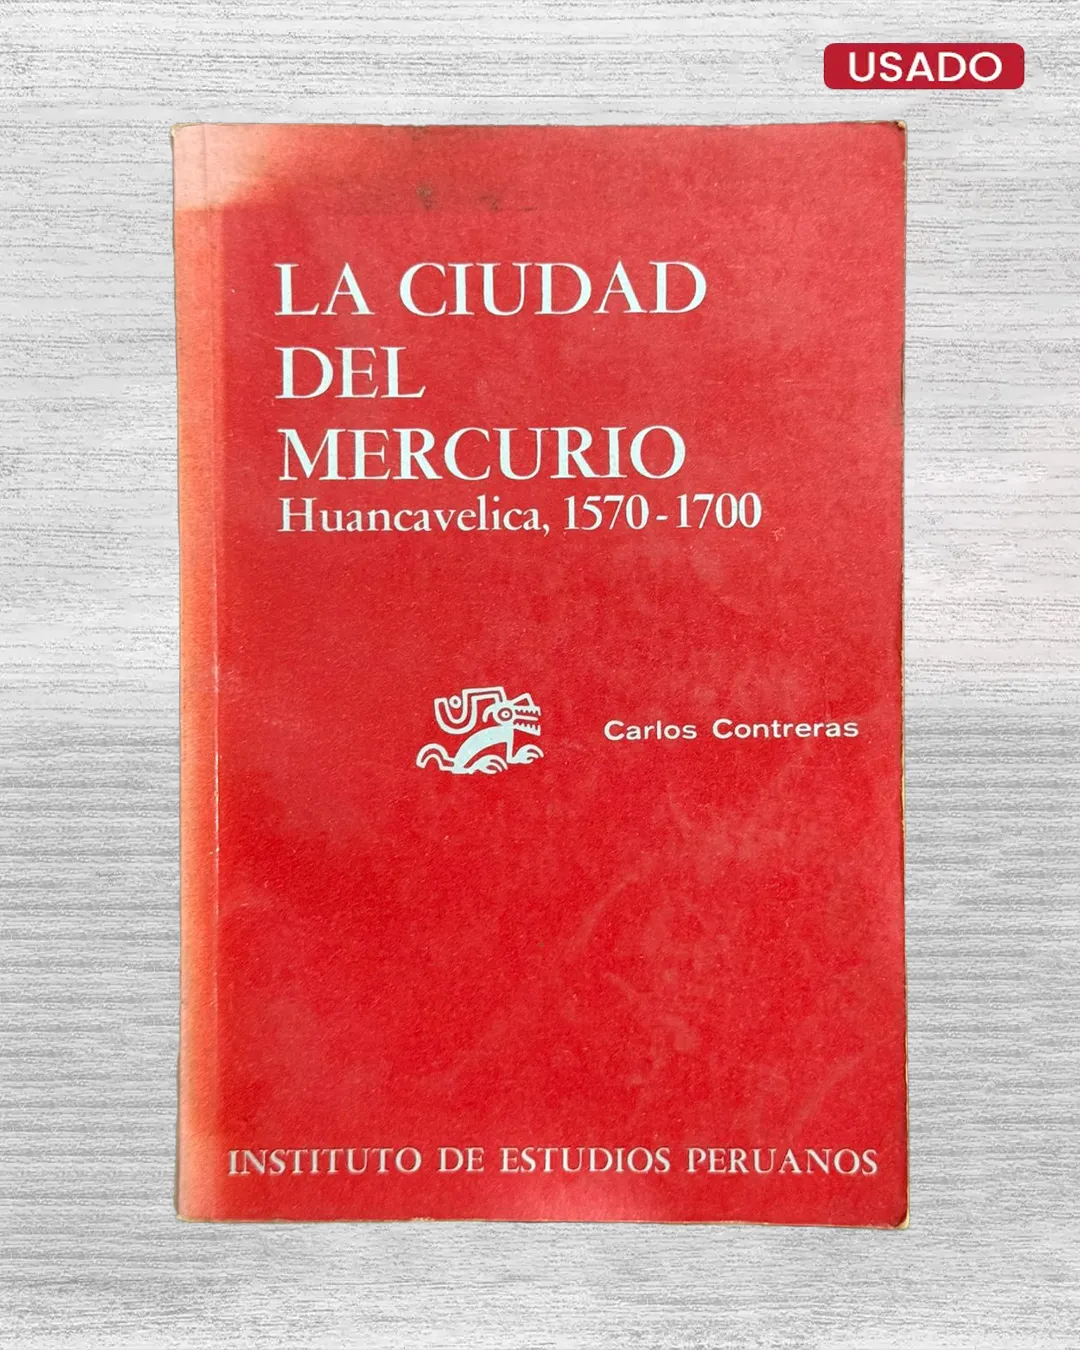 USADO
LA CIUDAD
DEL
MERCURIO
Huancavelica, 1570-1700
Carlos Contreras
INSTITUTO DE ESTUDIOS PERUANOS